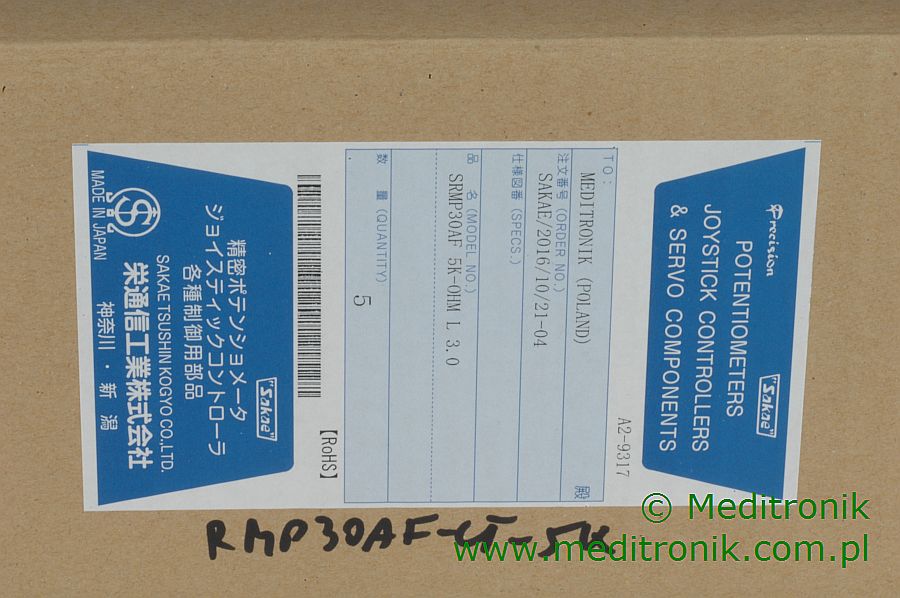 Precision
POTENTIOMETERS
JOYSTICK CONTROLLERS
& SERVO COMPONENTS
"Sakae"
A2-9317
TO:
MEDITRONIK (POLAND)
殿
注文番号 (ORDER NO.)
SAKAE/2016/10/21-04
仕様図番 (SPECS.)
品 名 (MODEL NO.)
SRMP30AF 5K-OHM L 3.0
数 量 (QUANTITY)
5
【RoHS】
"Sakae"
精密ポテンショメータ
ジョイスティックコントローラ
各種制御用部品
SAKAE TSUSHIN KOGYO CO.,LTD.
栄通信工業株式会社
神奈川・新潟
MADE IN JAPAN
RMP30AF
© Meditronik
www.meditronik.com.pl